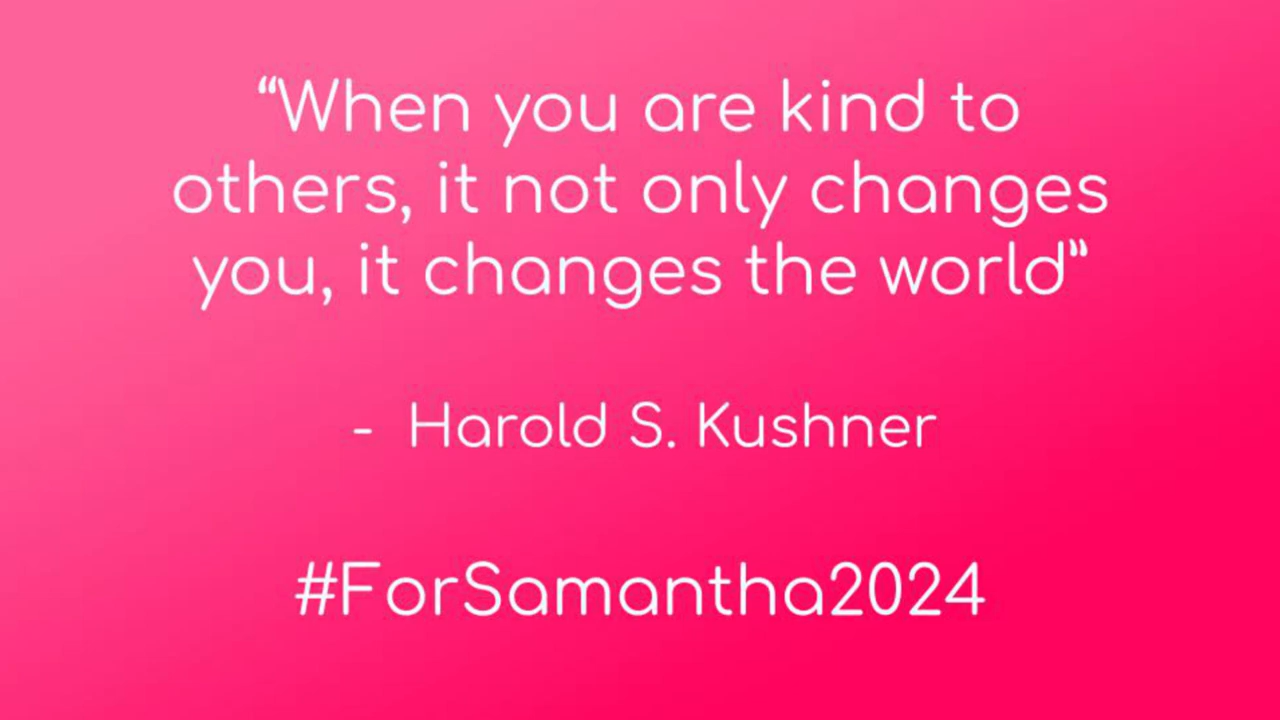 “When you are kind to
others, it not only changes
you, it changes the world”
- Harold S. Kushner
#ForSamantha2024